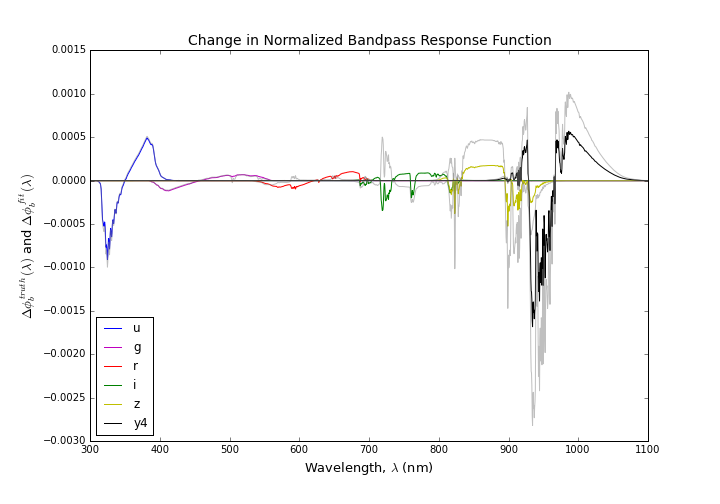 Change in Normalized Bandpass Response Function
0.0015
0.0010
0.0005
0.0000
−0.0005
−0.0010
−0.0015
−0.0020
−0.0025
−0.0030
Δϕ_b^truth(λ) and Δϕ_b^fit(λ)
u
g
r
i
z
y4
300 400 500 600 700 800 900 1000 1100
Wavelength, λ (nm)